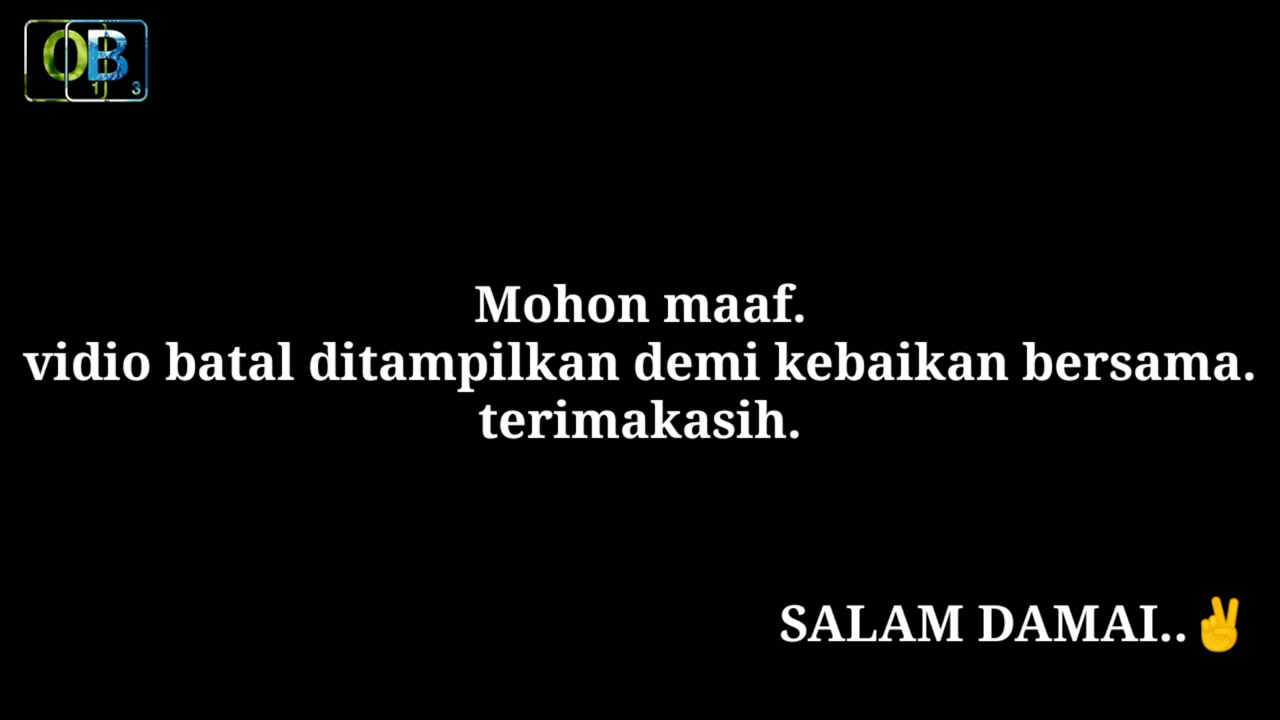 OB
1 3
Mohon maaf.
vidio batal ditampilkan demi kebaikan bersama.
terimakasih.
SALAM DAMAI..✌